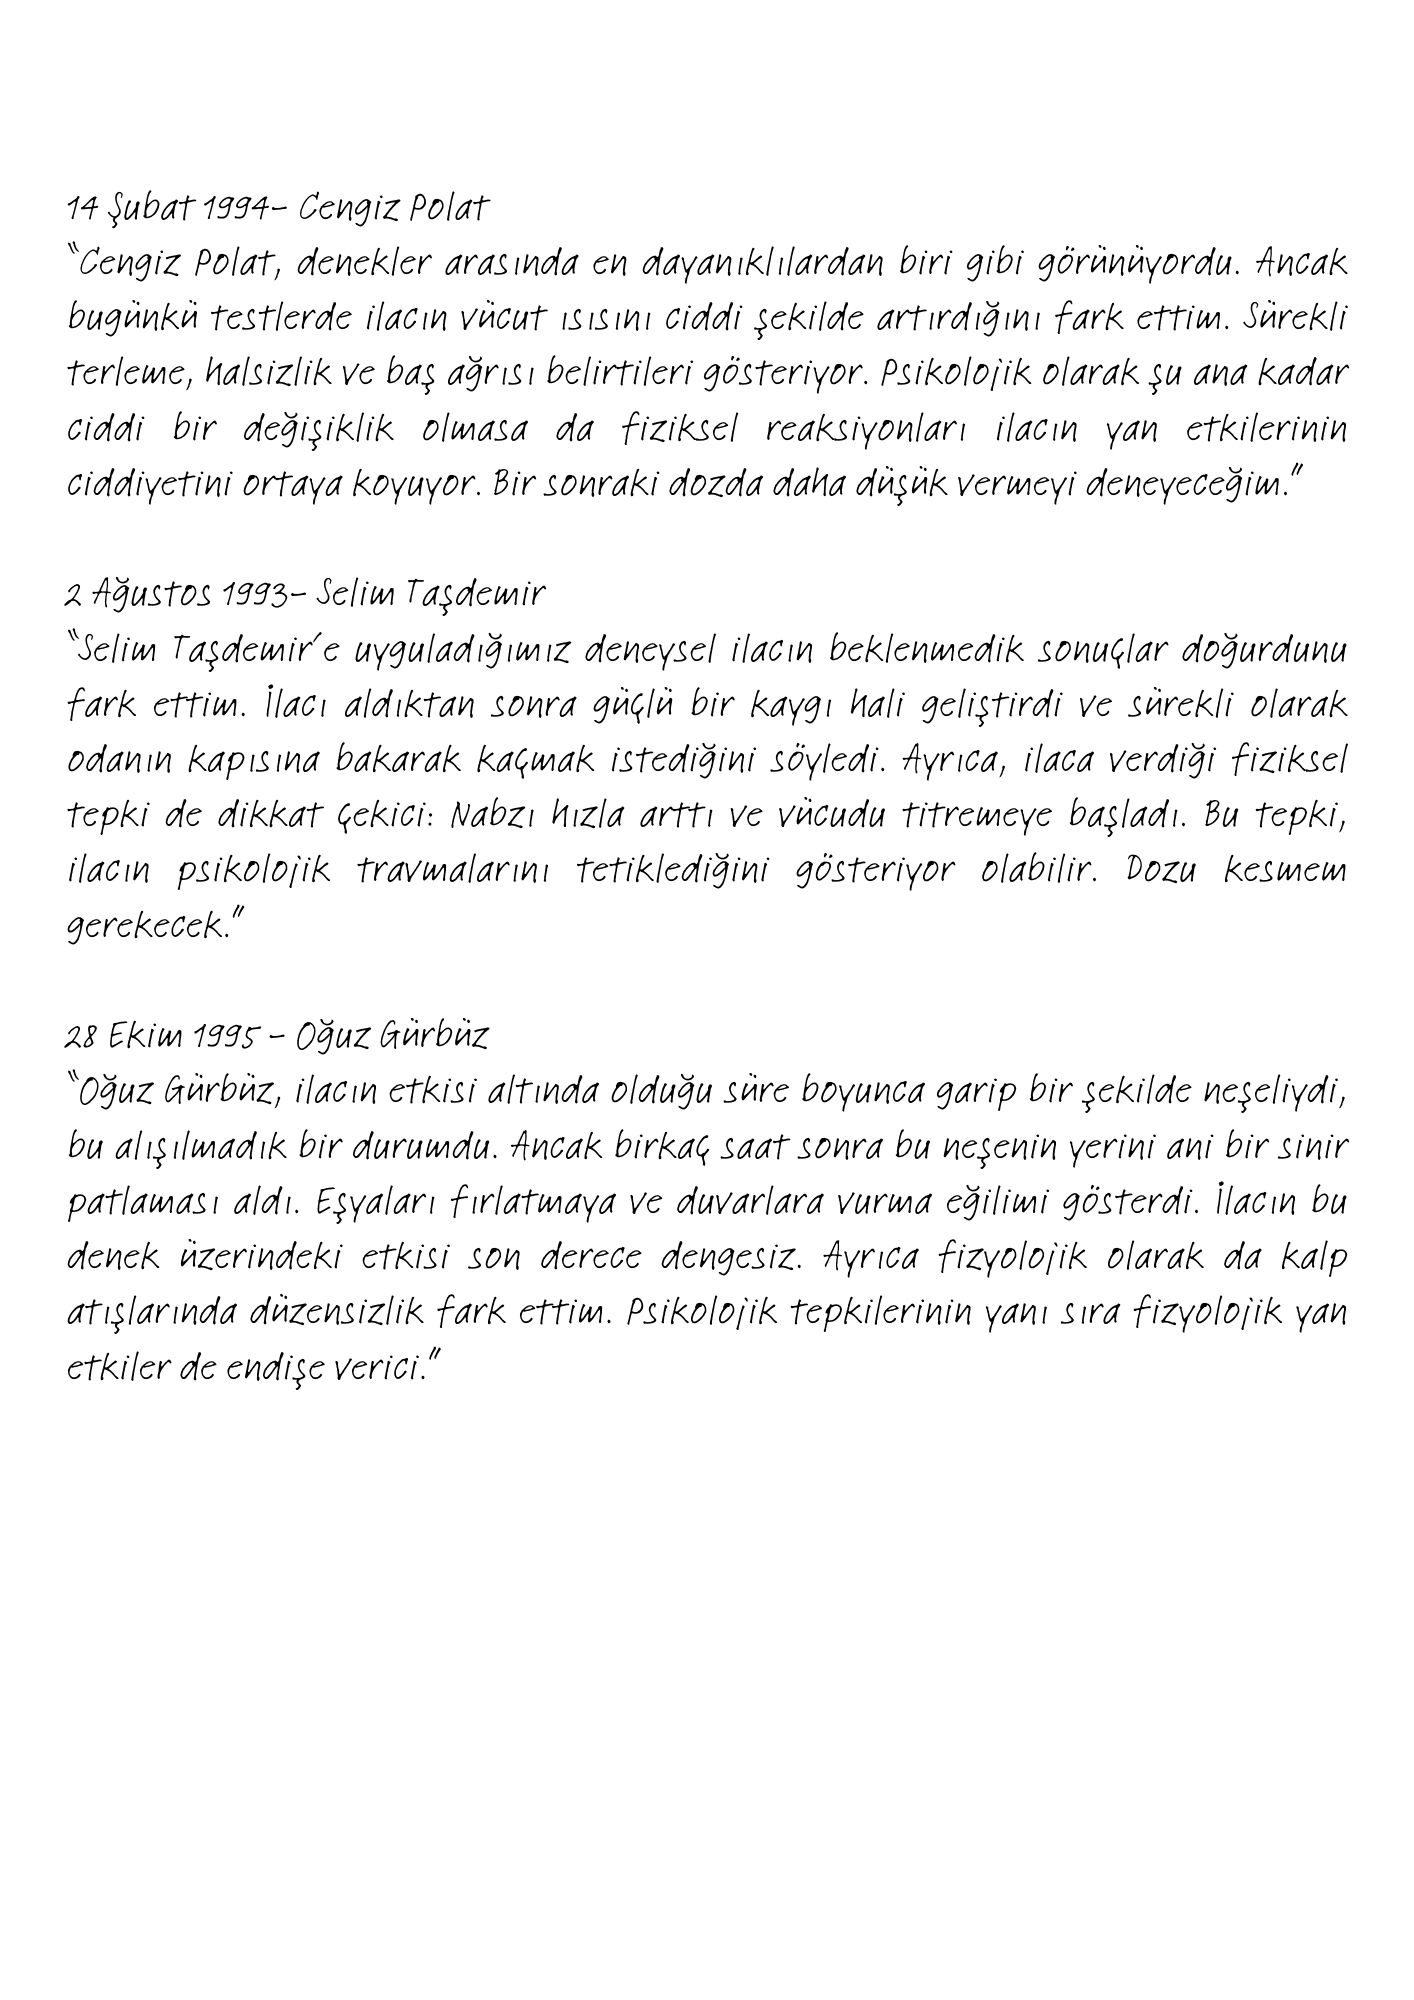 14 Şubat 1994- Cengiz Polat
"Cengiz Polat, denekler arasında en dayanıklılardan biri gibi görünüyordu. Ancak
bugünkü testlerde ilacın vücut ısısını ciddi şekilde artırdığını fark ettim. Sürekli
terleme, halsizlik ve baş ağrısı belirtileri gösteriyor. Psikolojik olarak şu ana kadar
ciddi bir değişiklik olmasa da fiziksel reaksiyonları ilacın yan etkilerinin
ciddiyetini ortaya koyuyor. Bir sonraki dozda daha düşük vermeyi deneyeceğim."
2 Ağustos 1993- Selim Taşdemir
"Selim Taşdemir'e uyguladığımız deneysel ilacın beklenmedik sonuçlar doğurdunu
fark ettim. İlacı aldıktan sonra güçlü bir kaygı hali geliştirdi ve sürekli olarak
odanın kapısına bakarak kaçmak istediğini söyledi. Ayrıca, ilaca verdiği fiziksel
tepki de dikkat çekici: Nabzı hızla arttı ve vücudu titremeye başladı. Bu tepki,
ilacın psikolojik travmalarını tetiklediğini gösteriyor olabilir. Dozu kesmem
gerekecek."
28 Ekim 1995 - Oğuz Gürbüz
"Oğuz Gürbüz, ilacın etkisi altında olduğu süre boyunca garip bir şekilde neşeliydi,
bu alışılmadık bir durumdu. Ancak birkaç saat sonra bu neşenin yerini ani bir sinir
patlaması aldı. Eşyaları fırlatmaya ve duvarlara vurma eğilimi gösterdi. İlacın bu
denek üzerindeki etkisi son derece dengesiz. Ayrıca fizyolojik olarak da kalp
atışlarında düzensizlik fark ettim. Psikolojik tepkilerinin yanı sıra fizyolojik yan
etkiler de endişe verici."